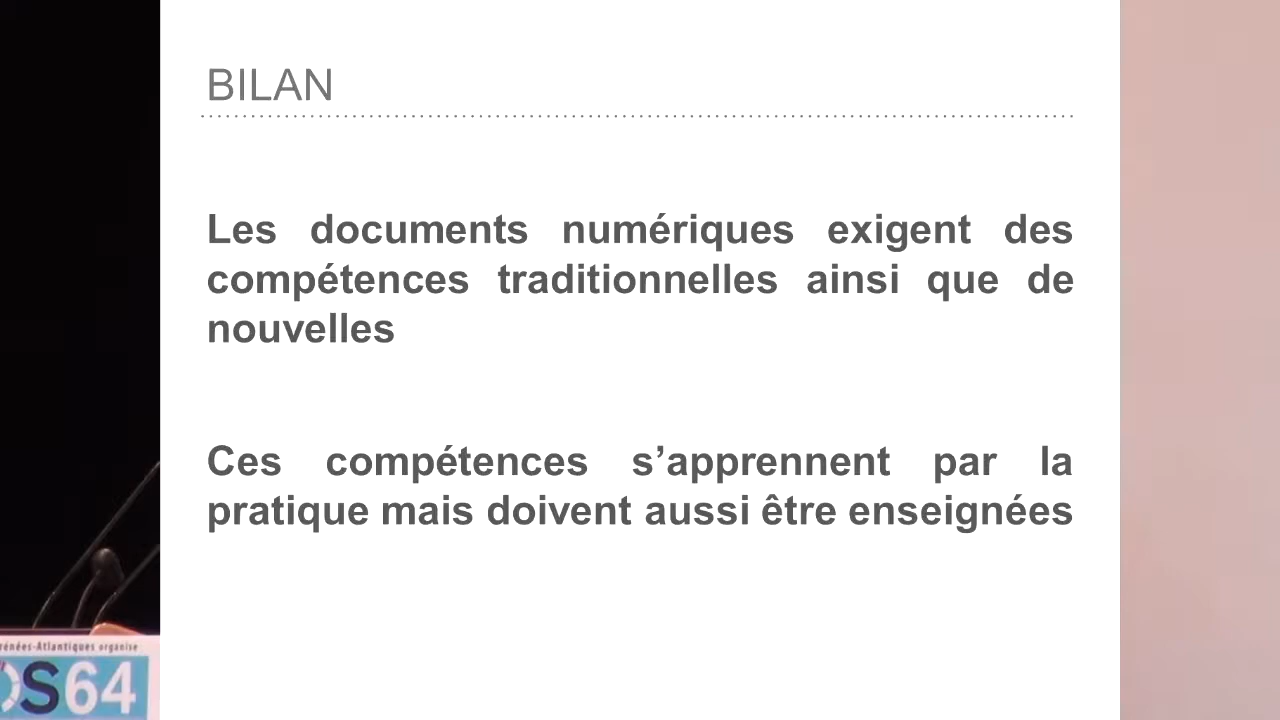 BILAN
Les documents numériques exigent des
compétences traditionnelles ainsi que de
nouvelles
Ces compétences s’apprennent par la
pratique mais doivent aussi être enseignées
Atlantiques organise
S64